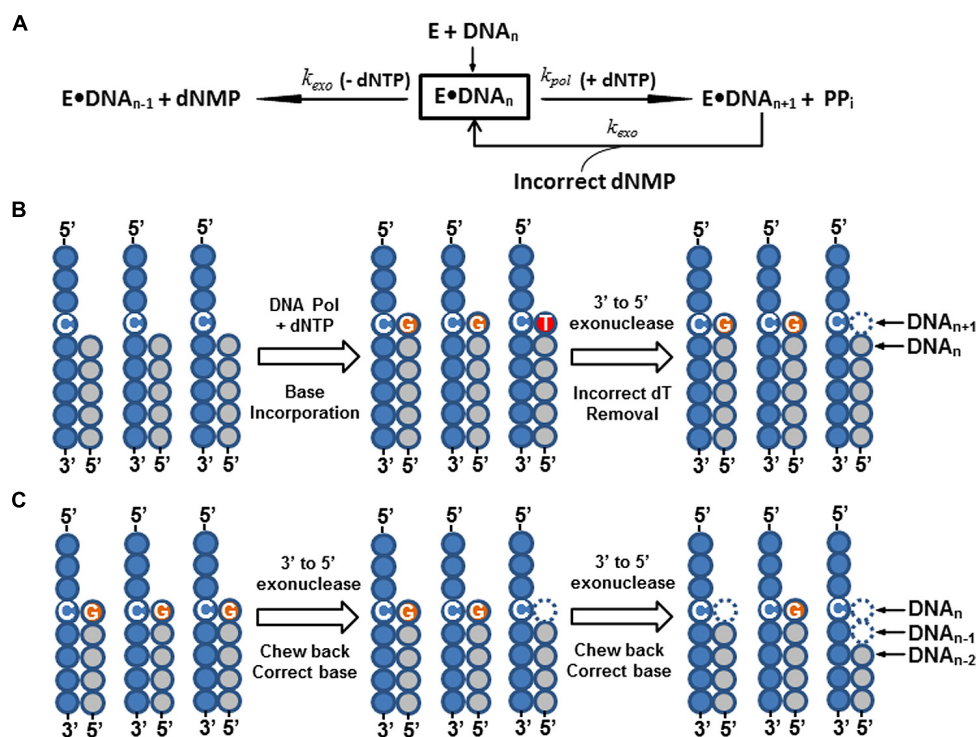 A
E + DNAn
E•DNAn-1 + dNMP
kexo (- dNTP)
E•DNAn
kpol (+ dNTP)
E•DNAn+1 + PPi
kexo
Incorrect dNMP
B
5' 5' 5'
C C C
3' 5' 3' 5' 3' 5'
DNA Pol
+ dNTP
Base
Incorporation
5' 5' 5'
C G C G C T
3' 5' 3' 5' 3' 5'
3' to 5'
exonuclease
Incorrect dT
Removal
5' 5' 5'
C G C G C
3' 5' 3' 5' 3' 5'
DNAn+1
DNAn
C
5' 5' 5'
C G C G C G
3' 5' 3' 5' 3' 5'
3' to 5'
exonuclease
Chew back
Correct base
5' 5' 5'
C G C G C
3' 5' 3' 5' 3' 5'
3' to 5'
exonuclease
Chew back
Correct base
5' 5' 5'
C C G C
3' 5' 3' 5' 3' 5'
DNAn
DNAn-1
DNAn-2